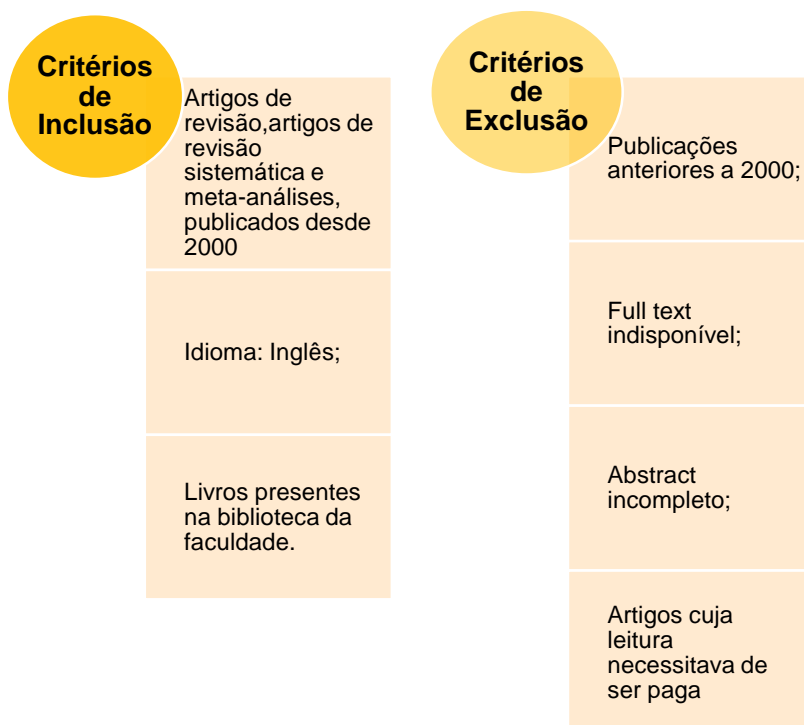 Critérios
de
Inclusão
Artigos de
revisão,artigos de
revisão
sistemática e
meta-análises,
publicados desde
2000
Idioma: Inglês;
Livros presentes
na biblioteca da
faculdade.
Critérios
de
Exclusão
Publicações
anteriores a 2000;
Full text
indisponível;
Abstract
incompleto;
Artigos cuja
leitura
necessitava de
ser paga